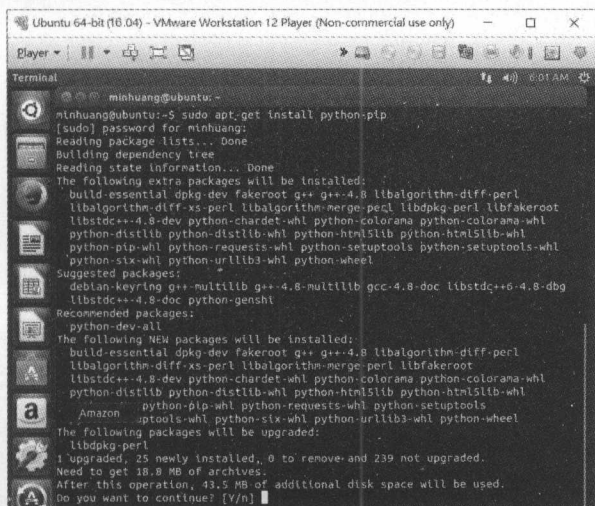 Ubuntu 64-bit (16.04) - VMware Workstation 12 Player (Non-commercial use only)
Player
Terminal 6:01 AM
minhuang@ubuntu: ~
minhuang@ubuntu:~$ sudo apt-get install python-pip
[sudo] password for minhuang:
Reading package lists... Done
Building dependency tree
Reading state information... Done
The following extra packages will be installed:
build-essential dpkg-dev fakeroot g++ g++-4.8 libalgorithm-diff-perl
libalgorithm-diff-xs-perl libalgorithm-merge-perl libdpkg-perl libfakeroot
libstdc++-4.8-dev python-chardet-whl python-colorama python-colorama-whl
python-distlib python-distlib-whl python-html5lib python-html5lib-whl
python-pip-whl python-requests-whl python-setuptools python-setuptools-whl
python-six-whl python-urllib3-whl python-wheel
Suggested packages:
debian-keyring g++-multilib g++-4.8-multilib gcc-4.8-doc libstdc++6-4.8-dbg
libstdc++-4.8-doc python-genshi
Recommended packages:
python-dev-all
The following NEW packages will be installed:
build-essential dpkg-dev fakeroot g++ g++-4.8 libalgorithm-diff-perl
libalgorithm-diff-xs-perl libalgorithm-merge-perl libfakeroot
libstdc++-4.8-dev python-chardet-whl python-colorama python-colorama-whl
python-distlib python-distlib-whl python-html5lib python-html5lib-whl
python-pip-whl python-requests-whl python-setuptools
Amazon
ptools-whl python-six-whl python-urllib3-whl python-wheel
The following packages will be upgraded:
libdpkg-perl
1 upgraded, 25 newly installed, 0 to remove and 239 not upgraded.
Need to get 18.8 MB of archives.
After this operation, 43.5 MB of additional disk space will be used.
Do you want to continue? [Y/n]